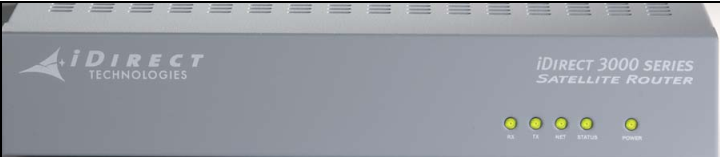 iDIRECT
TECHNOLOGIES
iDIRECT 3000 SERIES
SATELLITE ROUTER
RX TX NET STATUS POWER